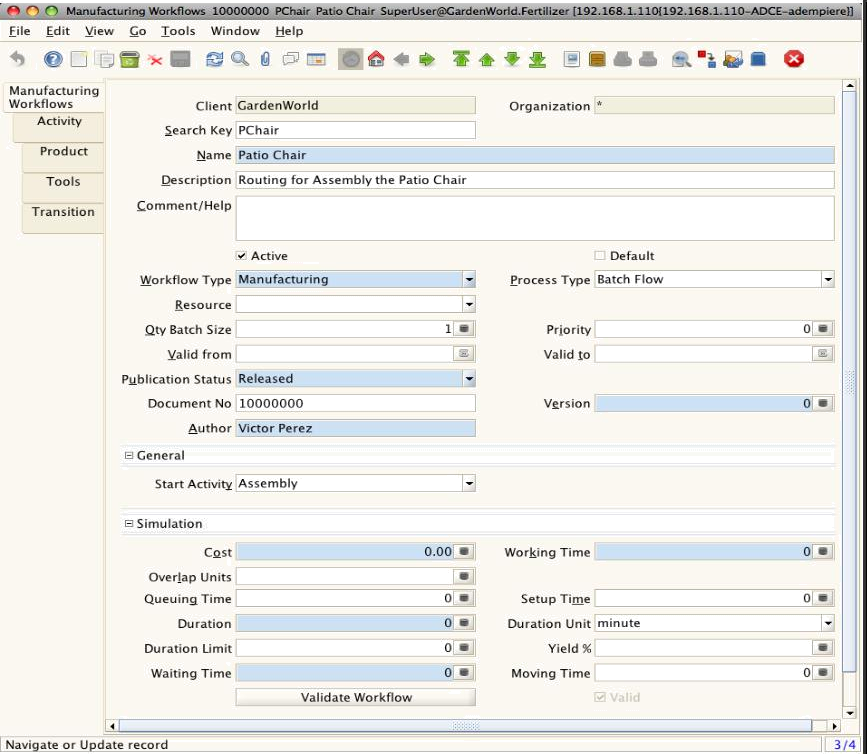 Manufacturing Workflows  10000000  PChair  Patio Chair  SuperUser@GardenWorld.Fertilizer [192.168.1.110{192.168.1.110-ADCE-adempiere}]
File Edit View Go Tools Window Help
Manufacturing
Workflows
Activity
Product
Tools
Transition
Client GardenWorld Organization *
Search Key PChair
Name Patio Chair
Description Routing for Assembly the Patio Chair
Comment/Help
Active Default
Workflow Type Manufacturing Process Type Batch Flow
Resource
Qty Batch Size 1 Priority 0
Valid from Valid to
Publication Status Released
Document No 10000000 Version 0
Author Victor Perez
General
Start Activity Assembly
Simulation
Cost 0.00 Working Time 0
Overlap Units
Queuing Time 0 Setup Time 0
Duration 0 Duration Unit minute
Duration Limit 0 Yield %
Waiting Time 0 Moving Time 0
Validate Workflow Valid
Navigate or Update record 3/4